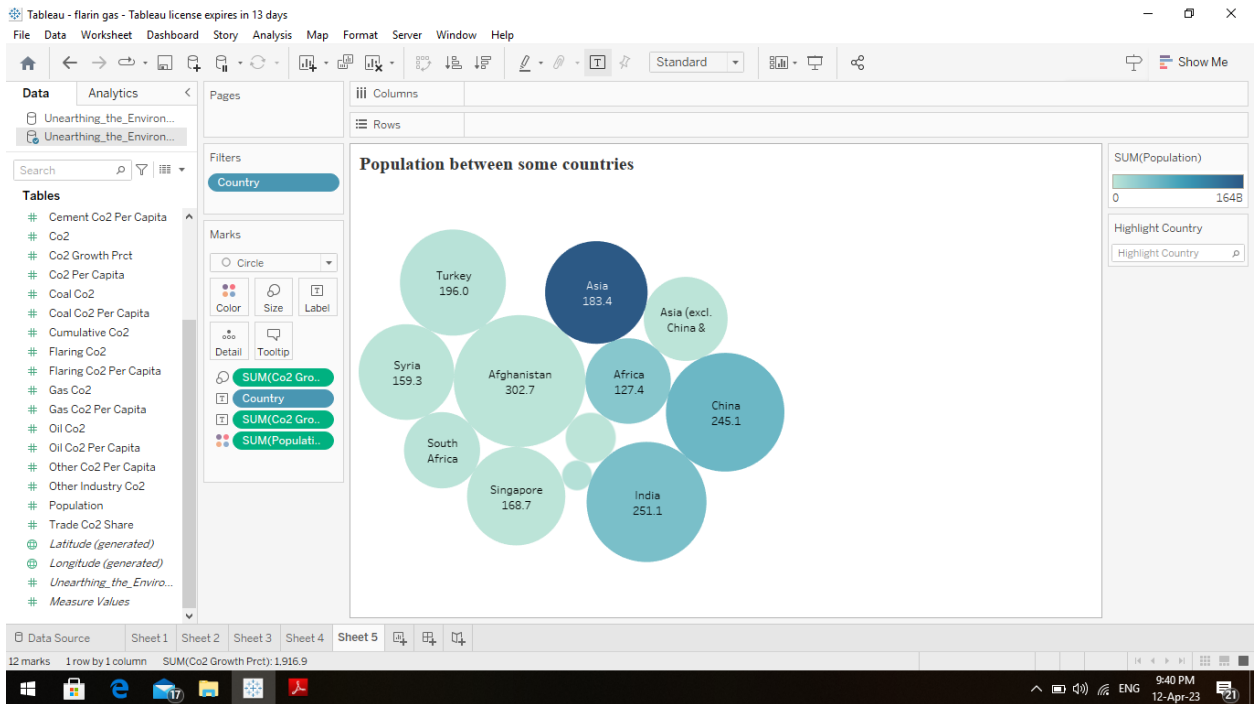 Tableau - flarin gas - Tableau license expires in 13 days
File Data Worksheet Dashboard Story Analysis Map Format Server Window Help
Standard
Show Me
Data Analytics
Unearthing_the_Environ...
Unearthing_the_Environ...
Search
Tables
Cement Co2 Per Capita
Co2
Co2 Growth Prct
Co2 Per Capita
Coal Co2
Coal Co2 Per Capita
Cumulative Co2
Flaring Co2
Flaring Co2 Per Capita
Gas Co2
Gas Co2 Per Capita
Oil Co2
Oil Co2 Per Capita
Other Co2 Per Capita
Other Industry Co2
Population
Trade Co2 Share
Latitude (generated)
Longitude (generated)
Unearthing_the_Enviro...
Measure Values
Pages
Filters
Country
Marks
Circle
Color Size Label
Detail Tooltip
SUM(Co2 Gro..
Country
SUM(Co2 Gro..
SUM(Populati..
Columns
Rows
Population between some countries
Turkey
196.0
Asia
183.4
Asia (excl.
China &
Syria
159.3
Afghanistan
302.7
Africa
127.4
China
245.1
South
Africa
Singapore
168.7
India
251.1
SUM(Population)
0 164B
Highlight Country
Highlight Country
Data Source Sheet 1 Sheet 2 Sheet 3 Sheet 4 Sheet 5
12 marks 1 row by 1 column SUM(Co2 Growth Prct): 1,916.9
17
ENG
9:40 PM
12-Apr-23
21